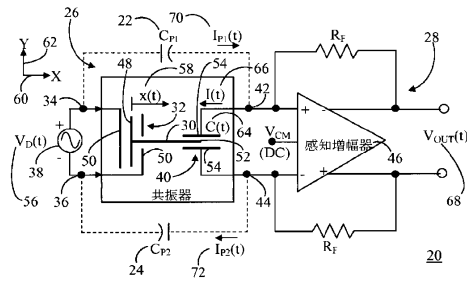 22
70
C_P1
I_P1(t)
26
Y
62
60
X
48
58
54
66
42
R_F
28
34
x(t)
32
I(t)
C(t)
64
30
V_D(t)
+
-
38
50
50
52
54
40
56
36
共振器
44
V_CM
(DC)
+
-
-
+
感知增幅器
46
V_OUT(t)
68
C_P2
24
I_P2(t)
72
R_F
20